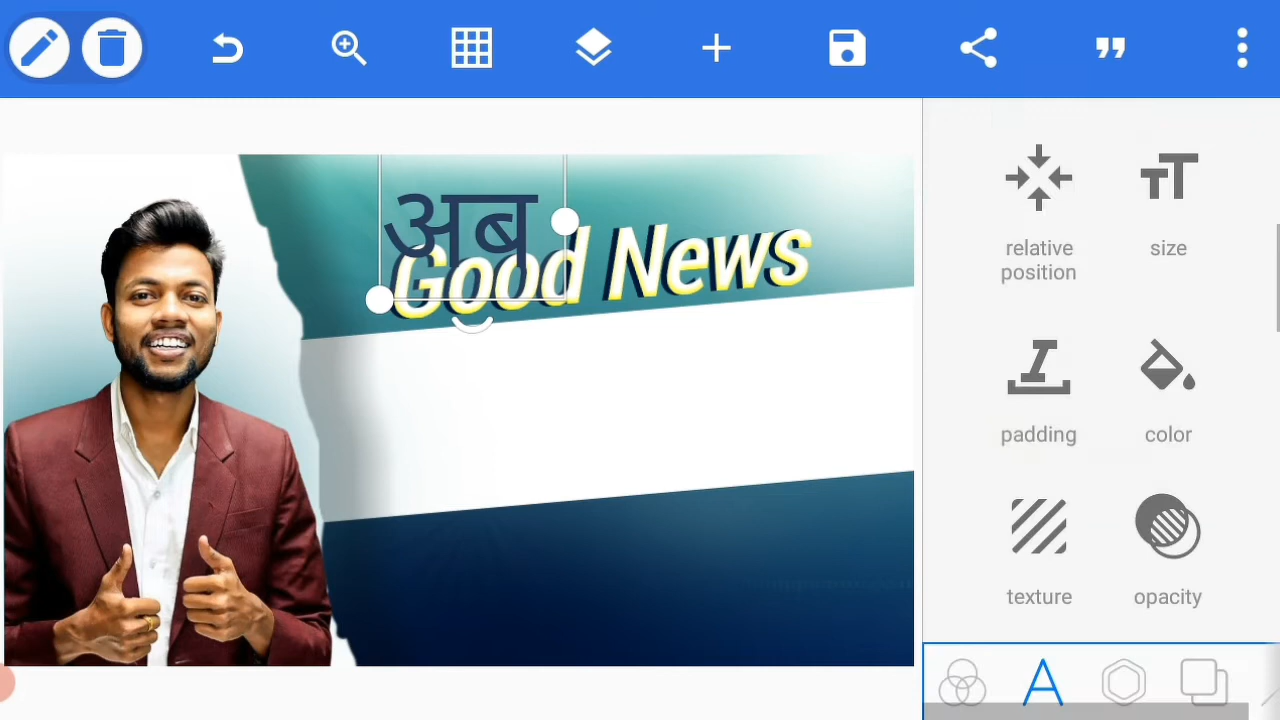 अब
Good News
relative
position
size
padding
color
texture
opacity